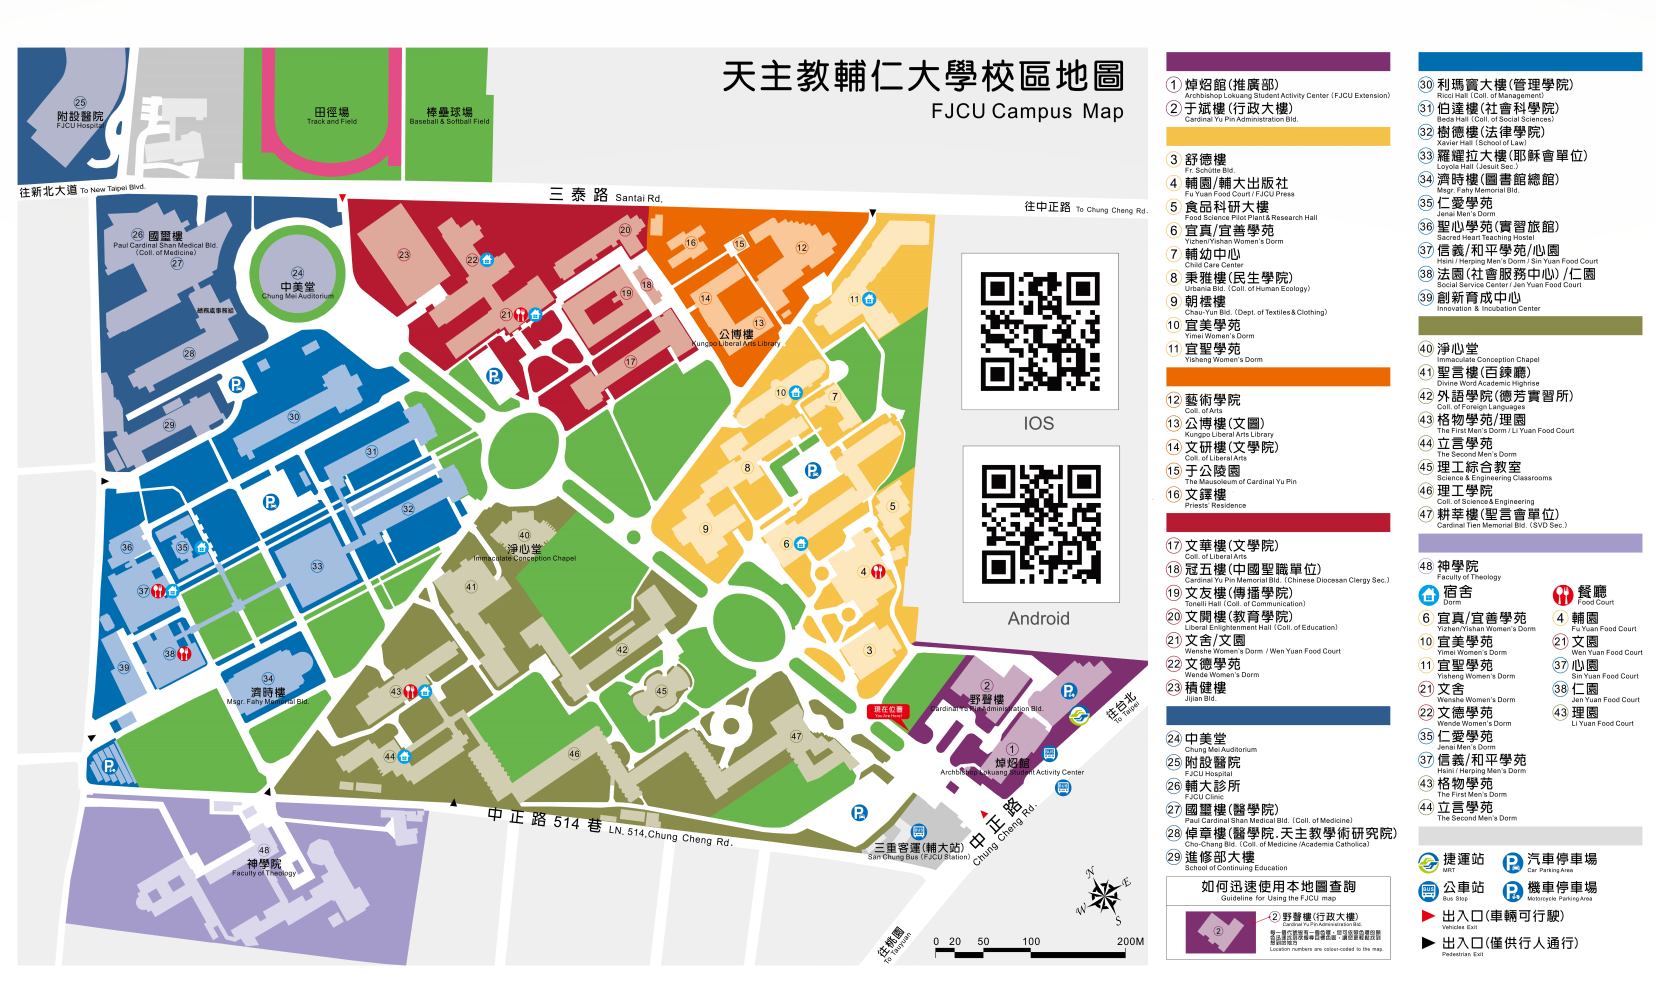 天主教輔仁大學校區地圖
FJCU Campus Map
25
附設醫院
FJCU Hospital
田徑場
Track and Field
棒壘球場
Baseball & Softball Field
往新北大道 To New Taipei Blvd.
三泰路 Santai Rd.
往中正路 To Chung Cheng Rd.
26 國璽樓
Paul Cardinal Shan Medical Bld.
(Coll. of Medicine)
27
24
中美堂
Chung Mei Auditorium
28
29
23
22
20
21
19
18
17
16
15
12
14
13
公博樓
Kungpo Liberal Arts Library
11
10
7
8
9
6
5
4
3
30
31
32
33
36
35
37
38
39
34
濟時樓
Msgr. Fahy Memorial Bld.
40
淨心堂
Immaculate Conception Chapel
41
42
43
44
45
46
47
現在位置
You Are Here!
2
野聲樓
Cardinal Yu Pin Administration Bld.
1
焯炤館
Archbishop Lokuang Student Activity Center
往台北
To Taipei
中正路514巷 LN. 514,Chung Cheng Rd.
中正路
Chung Cheng Rd.
三重客運(輔大站)
San Chung Bus (FJCU Station)
往桃園
To Tauyuan
48
神學院
Faculty of Theology
N
E
W
S
0 20 50 100 200M
IOS
Android
1 焯炤館(推廣部)
Archbishop Lokuang Student Activity Center (FJCU Extension)
2 于斌樓(行政大樓)
Cardinal Yu Pin Administration Bld.
3 舒德樓
Fr. Schütte Bld.
4 輔園/輔大出版社
Fu Yuan Food Court / FJCU Press
5 食品科研大樓
Food Science Pilot Plant & Research Hall
6 宜真/宜善學苑
Yizhen/Yishan Women's Dorm
7 輔幼中心
Child Care Center
8 秉雅樓(民生學院)
Urbania Bld. (Coll. of Human Ecology)
9 朝橒樓
Chau-Yun Bld. (Dept. of Textiles & Clothing)
10 宜美學苑
Yimei Women's Dorm
11 宜聖學苑
Yisheng Women's Dorm
12 藝術學院
Coll. of Arts
13 公博樓(文圖)
Kungpo Liberal Arts Library
14 文研樓(文學院)
Coll. of Liberal Arts
15 于公陵園
The Mausoleum of Cardinal Yu Pin
16 文鐸樓
Priests' Residence
17 文華樓(文學院)
Coll. of Liberal Arts
18 冠五樓(中國聖職單位)
Cardinal Yu Pin Memorial Bld. (Chinese Diocesan Clergy Sec.)
19 文友樓(傳播學院)
Tonelli Hall (Coll. of Communication)
20 文開樓(教育學院)
Liberal Enlightenment Hall (Coll. of Education)
21 文舍/文園
Wenshe Women's Dorm / Wen Yuan Food Court
22 文德學苑
Wende Women's Dorm
23 積健樓
Jijian Bld.
24 中美堂
Chung Mei Auditorium
25 附設醫院
FJCU Hospital
26 輔大診所
FJCU Clinic
27 國璽樓(醫學院)
Paul Cardinal Shan Medical Bld. (Coll. of Medicine)
28 倬章樓(醫學院.天主教學術研究院)
Cho-Chang Bld. (Coll. of Medicine /Academia Catholica)
29 進修部大樓
School of Continuing Education
如何迅速使用本地圖查詢
Guideline for Using the FJCU map
2
2 野聲樓(行政大樓)
Cardinal Yu Pin Administration Bld.
Location numbers are colour-coded to the map.
30 利瑪竇大樓(管理學院)
Ricci Hall (Coll. of Management)
31 伯達樓(社會科學院)
Beda Hall (Coll. of Social Sciences)
32 樹德樓(法律學院)
Xavier Hall (School of Law)
33 羅耀拉大樓(耶穌會單位)
Loyola Hall (Jesuit Sec.)
34 濟時樓(圖書館總館)
Msgr. Fahy Memorial Bld.
35 仁愛學苑
Jenai Men's Dorm
36 聖心學苑(實習旅館)
Sacred Heart Teaching Hostel
37 信義/和平學苑/心園
Hsini / Herping Men's Dorm / Sin Yuan Food Court
38 法園(社會服務中心) /仁園
Social Service Center / Jen Yuan Food Court
39 創新育成中心
Innovation & Incubation Center
40 淨心堂
Immaculate Conception Chapel
41 聖言樓(百鍊廳)
Divine Word Academic Highrise
42 外語學院(德芳實習所)
Coll. of Foreign Languages
43 格物學苑/理園
The First Men's Dorm / Li Yuan Food Court
44 立言學苑
The Second Men's Dorm
45 理工綜合教室
Science & Engineering Classrooms
46 理工學院
Coll. of Science & Engineering
47 耕莘樓(聖言會單位)
Cardinal Tien Memorial Bld. (SVD Sec.)
48 神學院
Faculty of Theology
宿舍
Dorm
6 宜真/宜善學苑
Yizhen/Yishan Women's Dorm
10 宜美學苑
Yimei Women's Dorm
11 宜聖學苑
Yisheng Women's Dorm
21 文舍
Wenshe Women's Dorm
22 文德學苑
Wende Women's Dorm
35 仁愛學苑
Jenai Men's Dorm
37 信義/和平學苑
Hsini / Herping Men's Dorm
43 格物學苑
The First Men's Dorm
44 立言學苑
The Second Men's Dorm
餐廳
Food Court
4 輔園
Fu Yuan Food Court
21 文園
Wen Yuan Food Court
37 心園
Sin Yuan Food Court
38 仁園
Jen Yuan Food Court
43 理園
Li Yuan Food Court
捷運站
MRT
汽車停車場
Car Parking Area
公車站
Bus Stop
機車停車場
Motorcycle Parking Area
出入口(車輛可行駛)
Vehicles Exit
出入口(僅供行人通行)
Pedestrian Exit